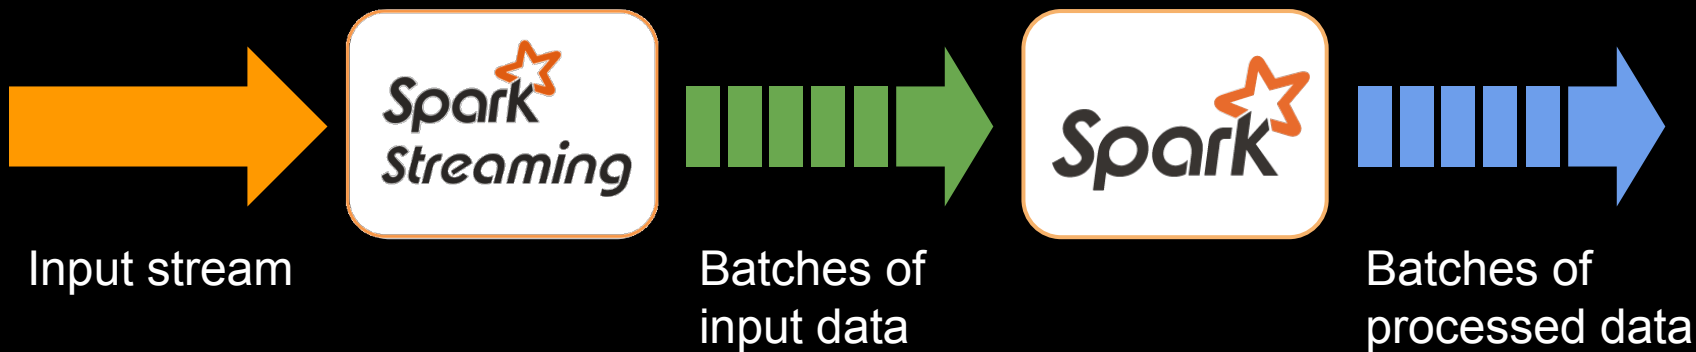 Spark
Streaming
Spark
Input stream
Batches of
input data
Batches of
processed data